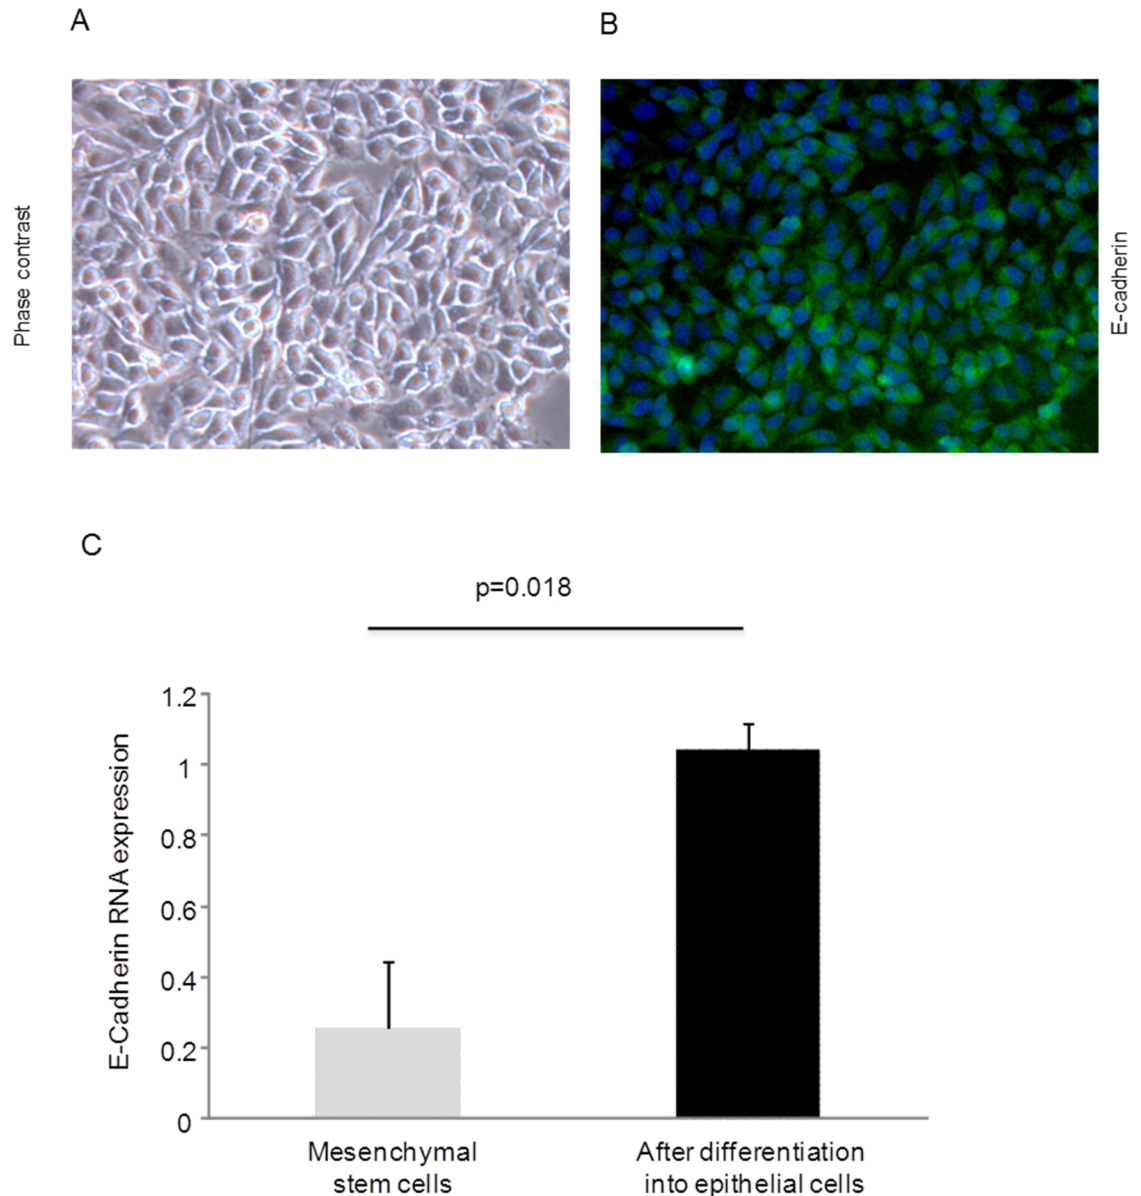 A
B
Phase contrast
E-cadherin
C
p=0.018
E-Cadherin RNA expression
1.2
1
0.8
0.6
0.4
0.2
0
Mesenchymal
stem cells
After differentiation
into epithelial cells